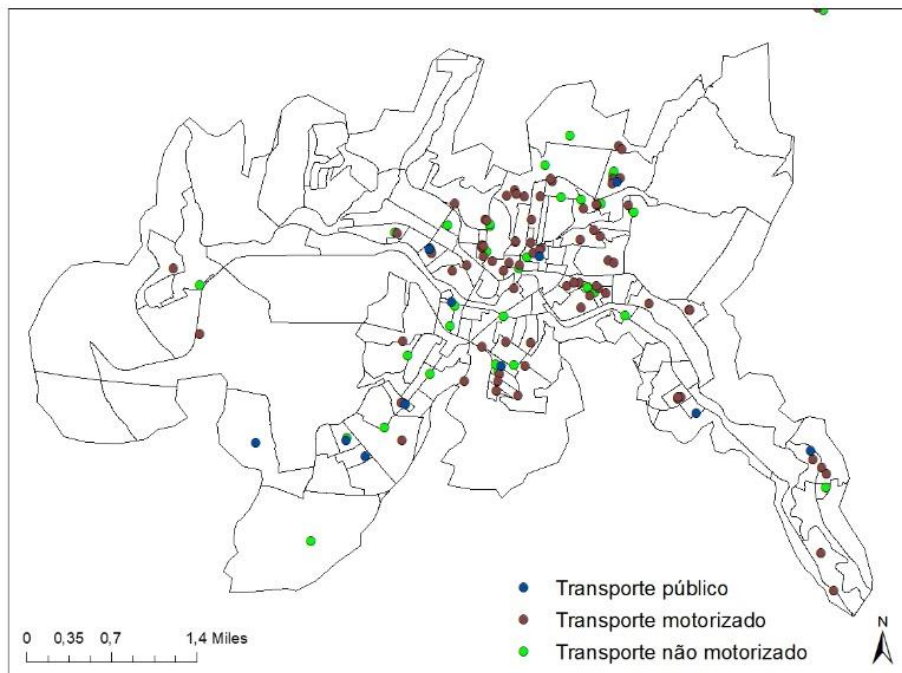 Transporte público
N
Transporte motorizado
0 0,35 0,7 1,4 Miles
Transporte não motorizado